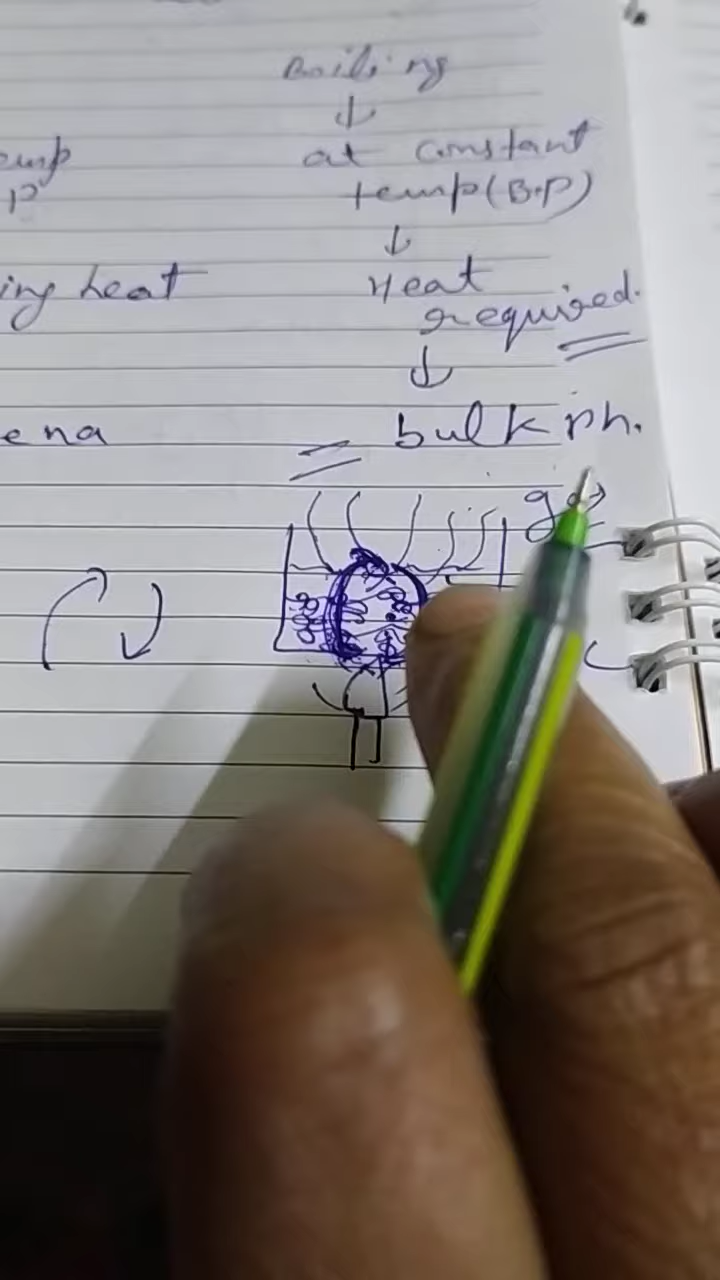 Boiling
↓
at constant
temp (B.P)
↓
ing heat Heat
required.
↓
ena bulk ph.